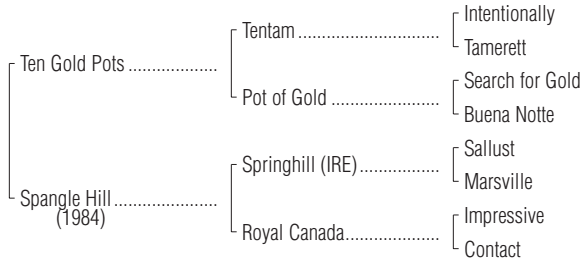 Intentionally
Tentam
Tamerett
Ten Gold Pots
Search for Gold
Pot of Gold
Buena Notte
Sallust
Springhill (IRE)
Marsville
Spangle Hill
(1984)
Impressive
Royal Canada
Contact